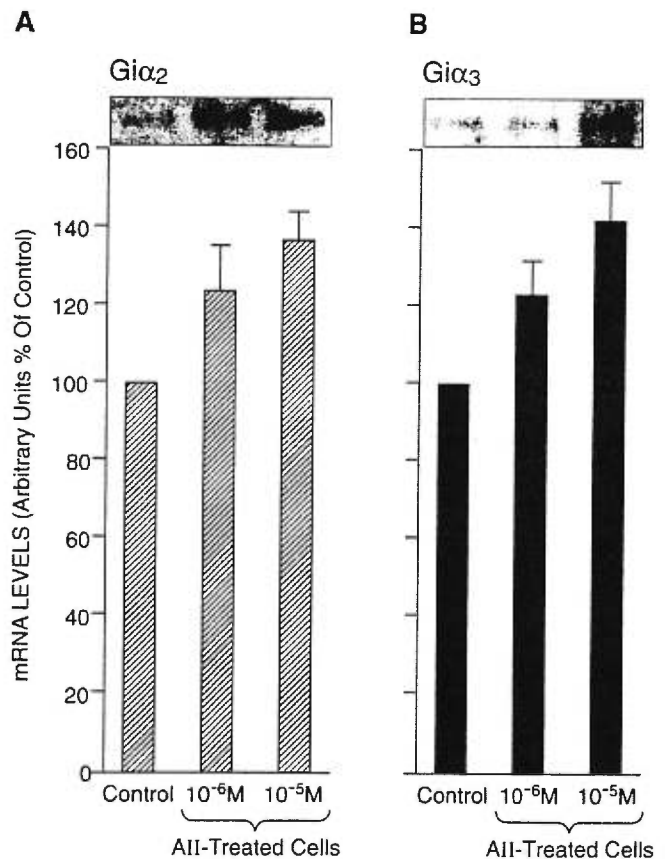 A
B
Giα2
Giα3
mRNA LEVELS (Arbitrary Units % Of Control)
160
140
120
100
80
60
40
20
0
Control 10⁻⁶M 10⁻⁵M
AII-Treated Cells
Control 10⁻⁶M 10⁻⁵M
AII-Treated Cells